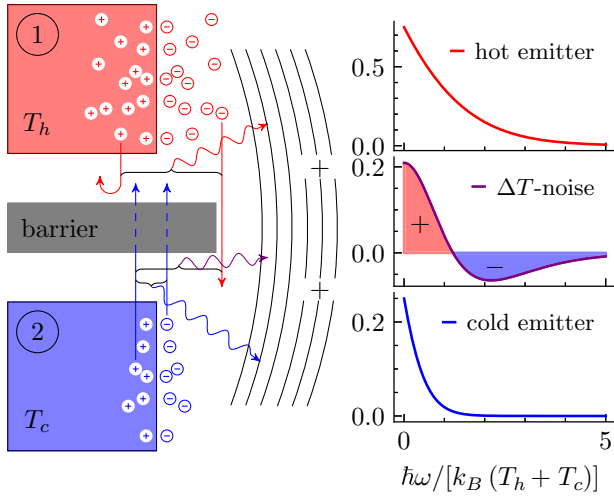 1
T_h
barrier
2
T_c
+
+
hot emitter
0.5
0.0
ΔT-noise
0.2
+
−
0.0
cold emitter
0.2
0.0
0
5
ħω/[k_B (T_h + T_c)]